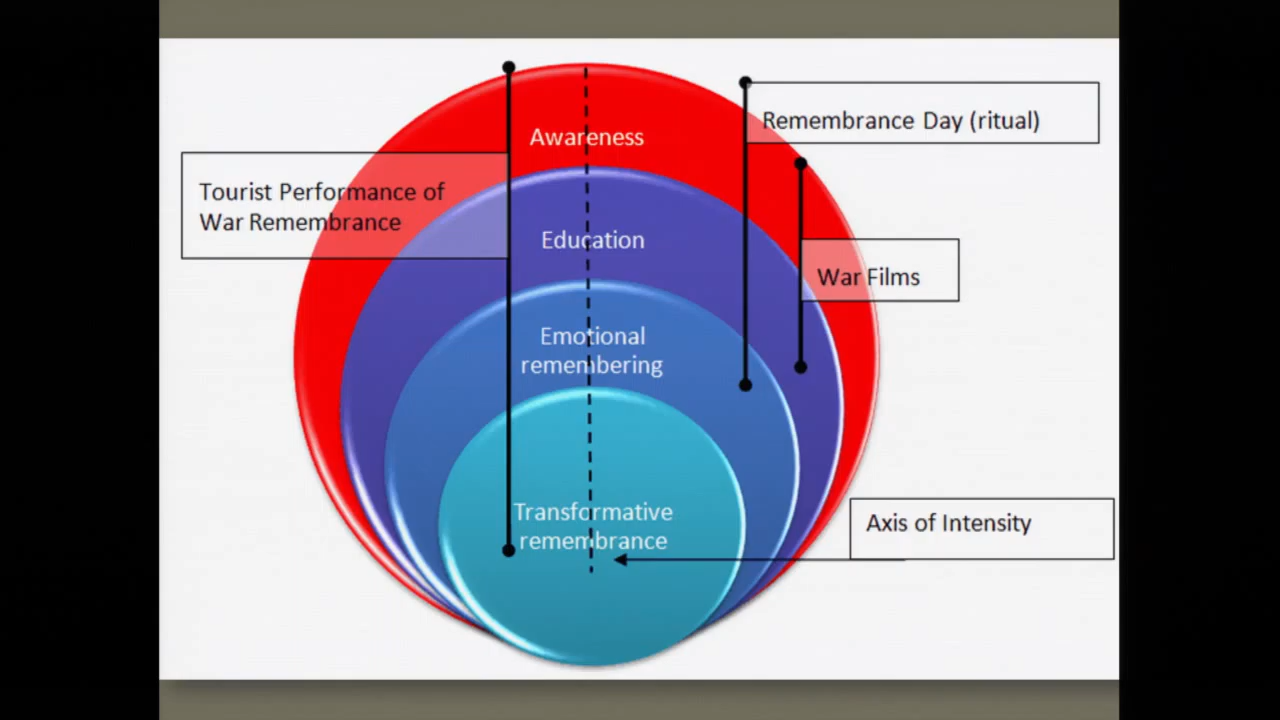 Awareness
Remembrance Day (ritual)
Tourist Performance of
War Remembrance
Education
War Films
Emotional
remembering
Transformative
remembrance
Axis of Intensity